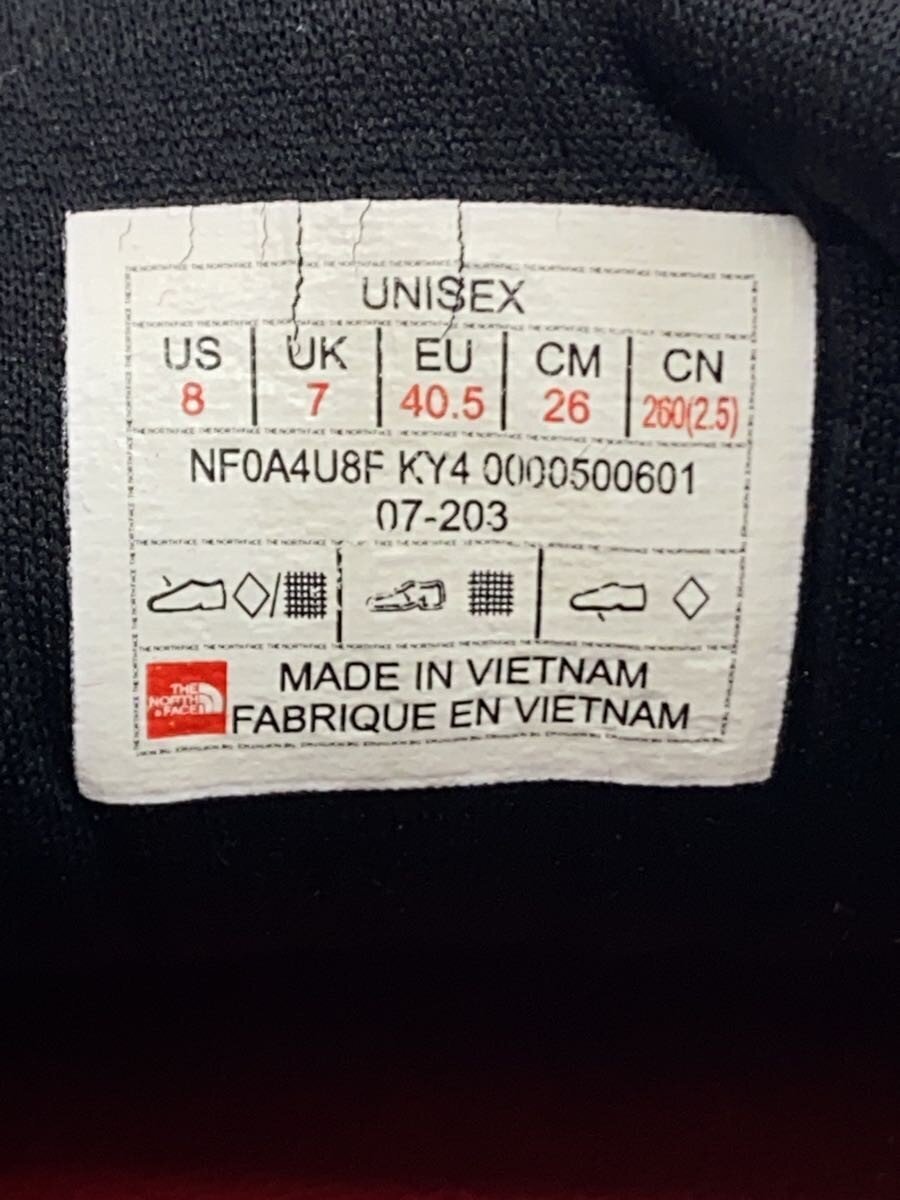 UNISEX
US UK EU CM CN
8 7 40.5 26 260(2.5)
NF0A4U8F KY4 0000500601
07-203
MADE IN VIETNAM
THE NORTH FACE
FABRIQUE EN VIETNAM